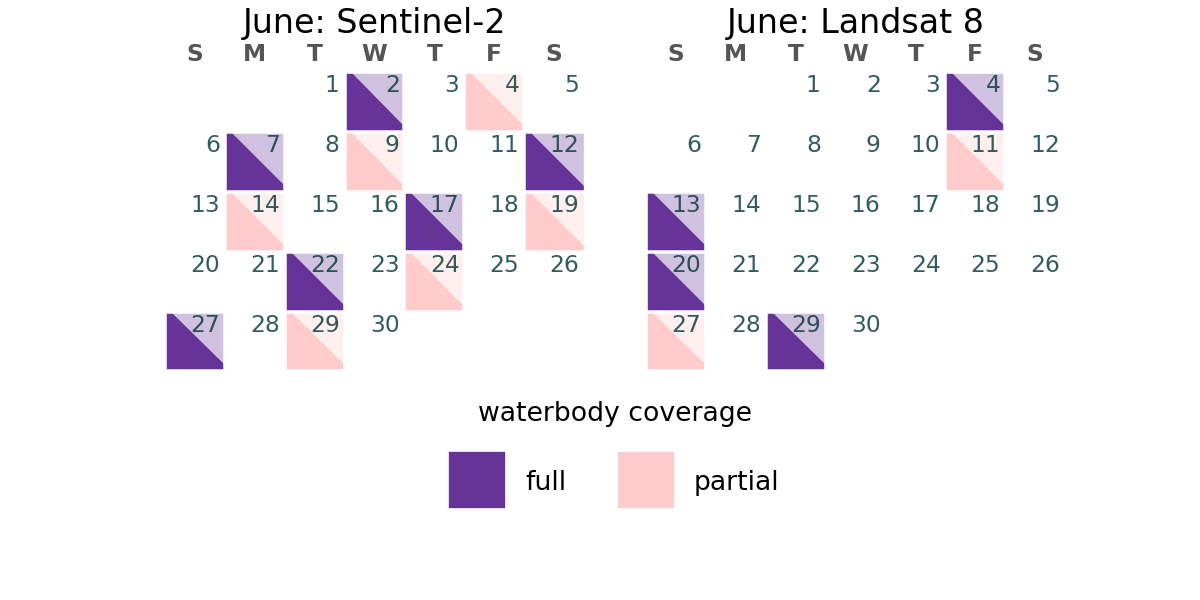 June: Sentinel-2
S M T W T F S
1 2 3 4 5
6 7 8 9 10 11 12
13 14 15 16 17 18 19
20 21 22 23 24 25 26
27 28 29 30
June: Landsat 8
S M T W T F S
1 2 3 4 5
6 7 8 9 10 11 12
13 14 15 16 17 18 19
20 21 22 23 24 25 26
27 28 29 30
waterbody coverage
full
partial